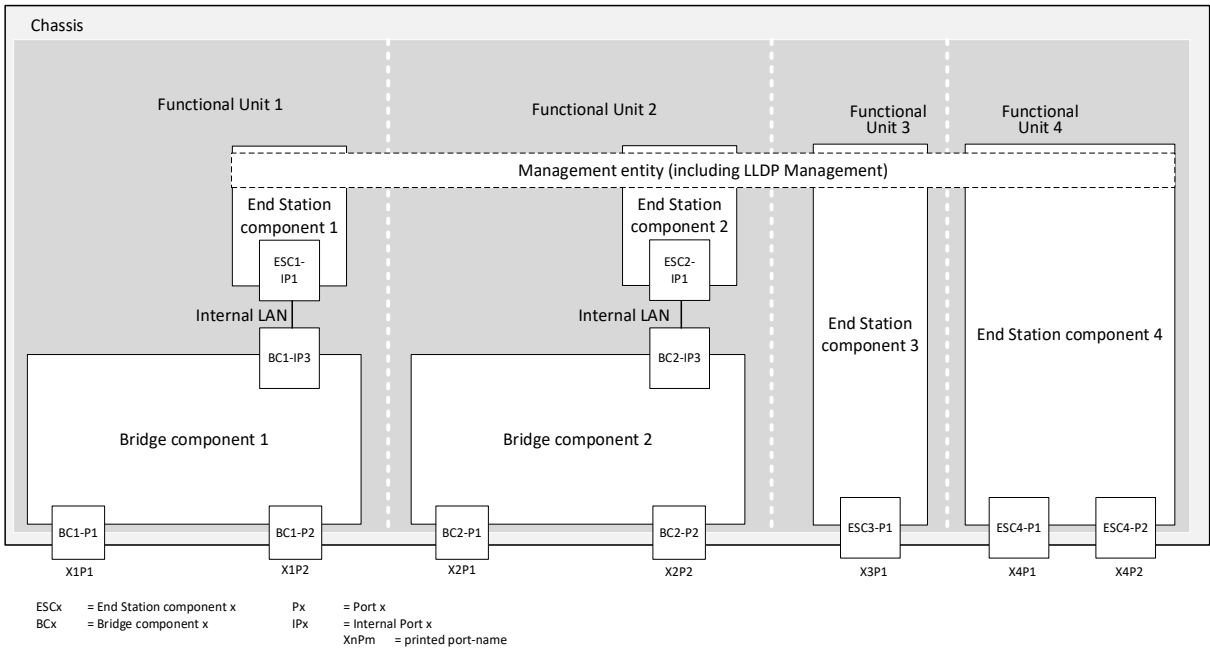 Chassis
Functional Unit 1
Functional Unit 2
Functional
Unit 3
Functional
Unit 4
Management entity (including LLDP Management)
End Station
component 1
End Station
component 2
ESC1-
IP1
ESC2-
IP1
Internal LAN
Internal LAN
End Station
component 3
End Station component 4
BC1-IP3
BC2-IP3
Bridge component 1
Bridge component 2
BC1-P1
BC1-P2
BC2-P1
BC2-P2
ESC3-P1
ESC4-P1
ESC4-P2
X1P1
X1P2
X2P1
X2P2
X3P1
X4P1
X4P2
ESCx = End Station component x
BCx = Bridge component x
Px = Port x
IPx = Internal Port x
XnPm = printed port-name